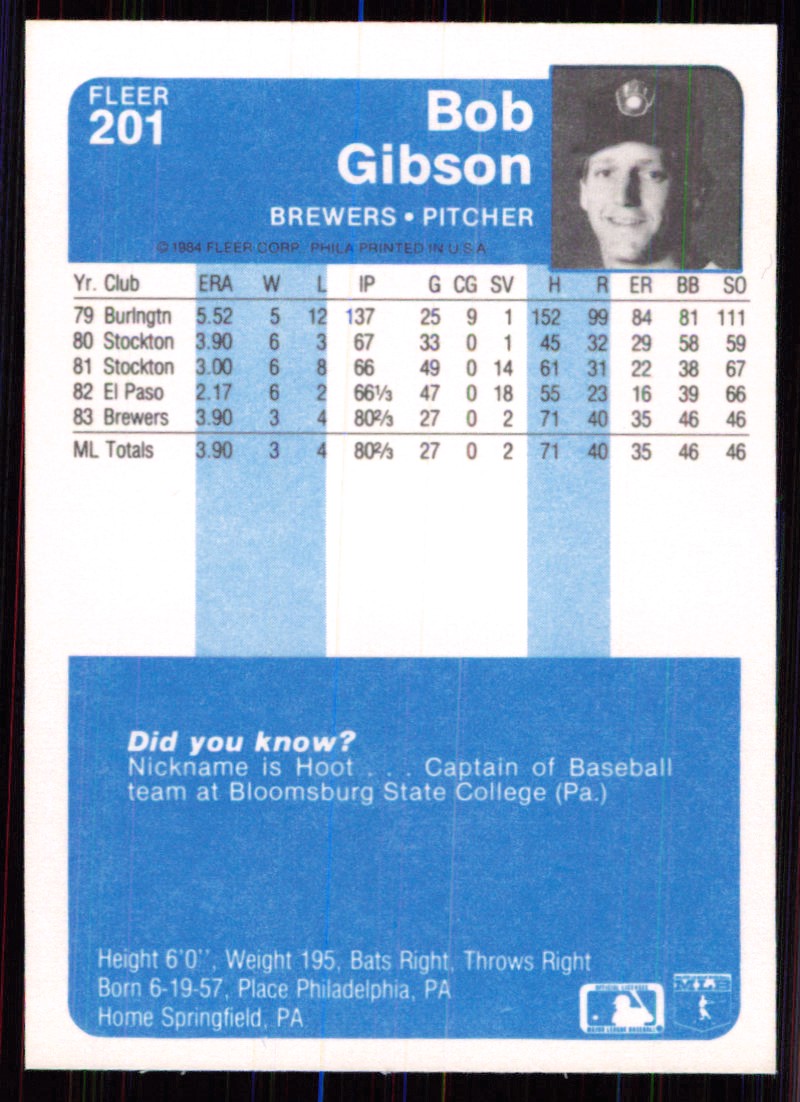 FLEER
201
Bob
Gibson
BREWERS • PITCHER
© 1984 FLEER CORP. PHILA PRINTED IN U.S.A.
Yr. Club ERA W L IP G CG SV H R ER BB SO
79 Burlngtn 5.52 5 12 137 25 9 1 152 99 84 81 111
80 Stockton 3.90 6 3 67 33 0 1 45 32 29 58 59
81 Stockton 3.00 6 8 66 49 0 14 61 31 22 38 67
82 El Paso 2.17 6 2 66⅓ 47 0 18 55 23 16 39 66
83 Brewers 3.90 3 4 80⅔ 27 0 2 71 40 35 46 46
ML Totals 3.90 3 4 80⅔ 27 0 2 71 40 35 46 46
Did you know?
Nickname is Hoot . . . Captain of Baseball
team at Bloomsburg State College (Pa.)
Height 6'0'', Weight 195, Bats Right, Throws Right
Born 6-19-57, Place Philadelphia, PA
Home Springfield, PA
OFFICIAL LICENSEE
MAJOR LEAGUE BASEBALL®